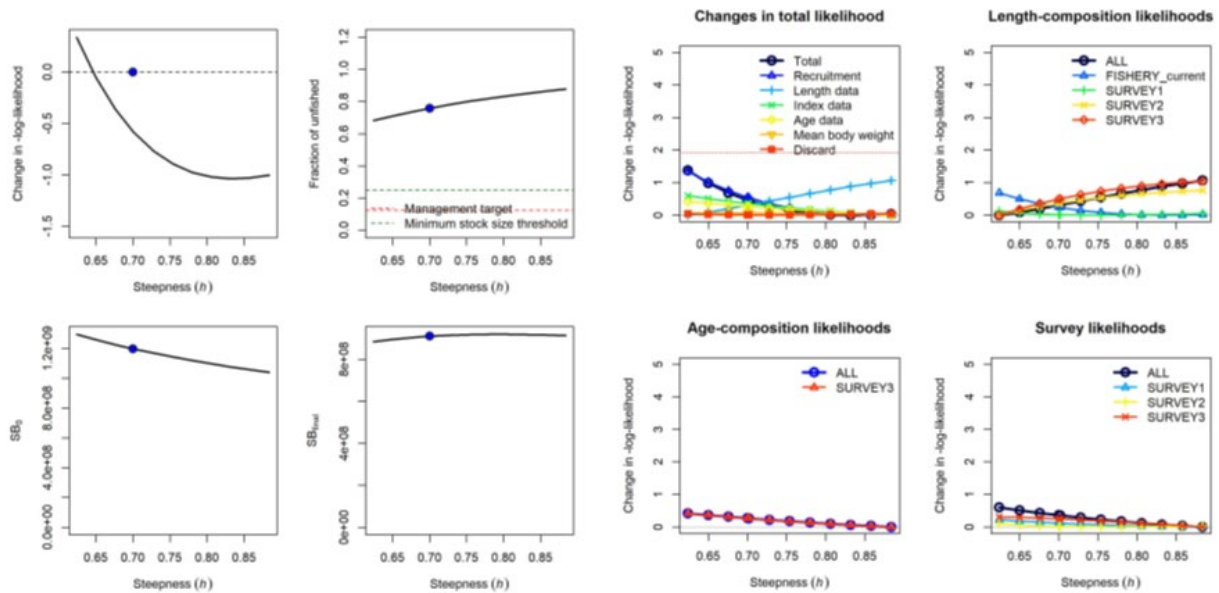 Changes in total likelihood
Length-composition likelihoods
Change in -log-likelihood
0.0
-0.5
-1.0
-1.5
0.65 0.70 0.75 0.80 0.85
Steepness (h)
Fraction of unfished
1.2
1.0
0.8
0.6
0.4
0.2
0.0
Management target
Minimum stock size threshold
0.65 0.70 0.75 0.80 0.85
Steepness (h)
Change in -log-likelihood
5
4
3
2
1
0
Total
Recruitment
Length data
Index data
Age data
Mean body weight
Discard
0.65 0.70 0.75 0.80 0.85
Steepness (h)
Change in -log-likelihood
5
4
3
2
1
0
ALL
FISHERY_current
SURVEY1
SURVEY2
SURVEY3
0.65 0.70 0.75 0.80 0.85
Steepness (h)
SB0
1.2e+09
8.0e+08
4.0e+08
0.0e+00
0.65 0.70 0.75 0.80 0.85
Steepness (h)
SBfinal
8e+08
4e+08
0e+00
0.65 0.70 0.75 0.80 0.85
Steepness (h)
Age-composition likelihoods
Change in -log-likelihood
5
4
3
2
1
0
ALL
SURVEY3
0.65 0.70 0.75 0.80 0.85
Steepness (h)
Survey likelihoods
Change in -log-likelihood
5
4
3
2
1
0
ALL
SURVEY1
SURVEY2
SURVEY3
0.65 0.70 0.75 0.80 0.85
Steepness (h)